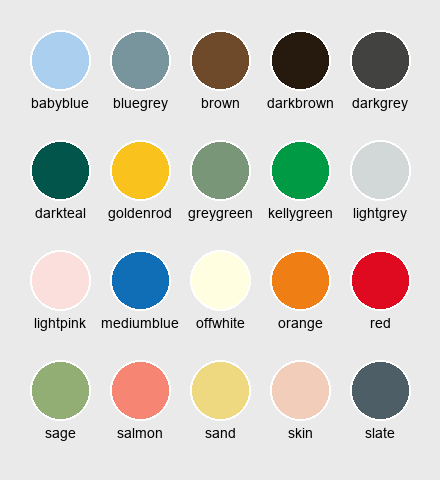 babyblue bluegrey brown darkbrown darkgrey
darkteal goldenrod greygreen kellygreen lightgrey
lightpink mediumblue offwhite orange red
sage salmon sand skin slate